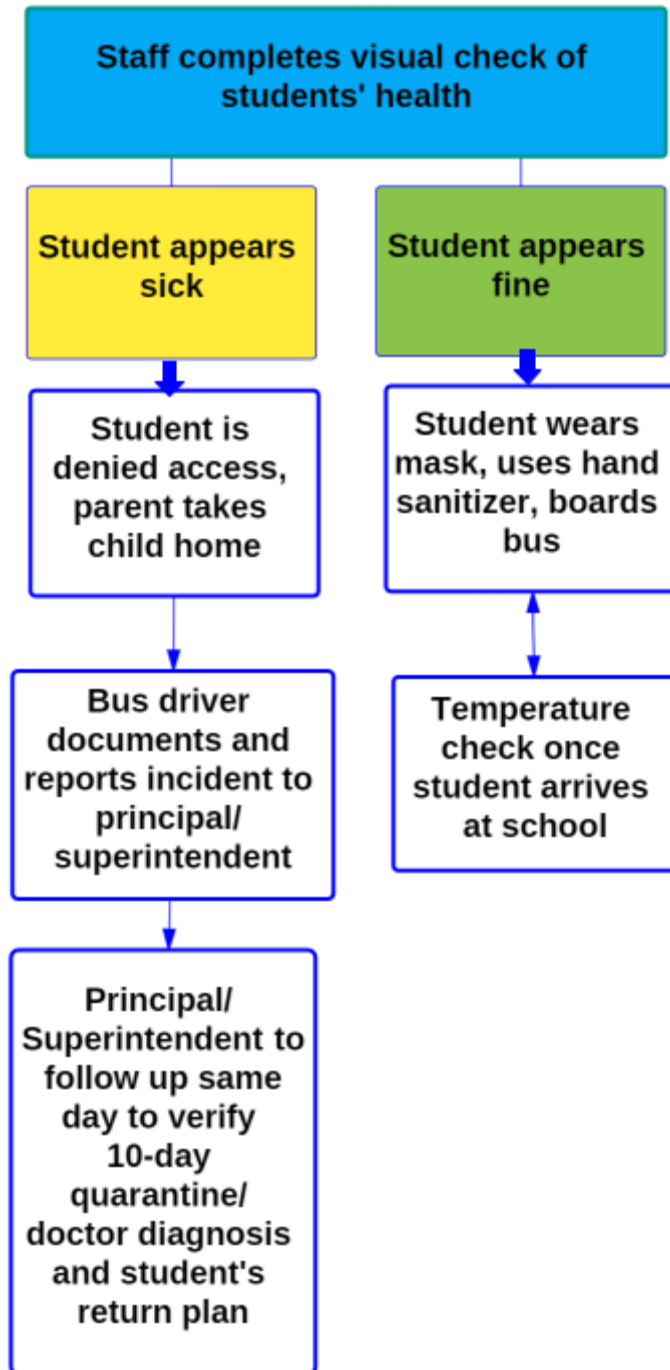 Staff completes visual check of
students' health
Student appears
sick
Student appears
fine
Student is
denied access,
parent takes
child home
Student wears
mask, uses hand
sanitizer, boards
bus
Bus driver
documents and
reports incident to
principal/
superintendent
Temperature
check once
student arrives
at school
Principal/
Superintendent to
follow up same
day to verify
10-day
quarantine/
doctor diagnosis
and student's
return plan